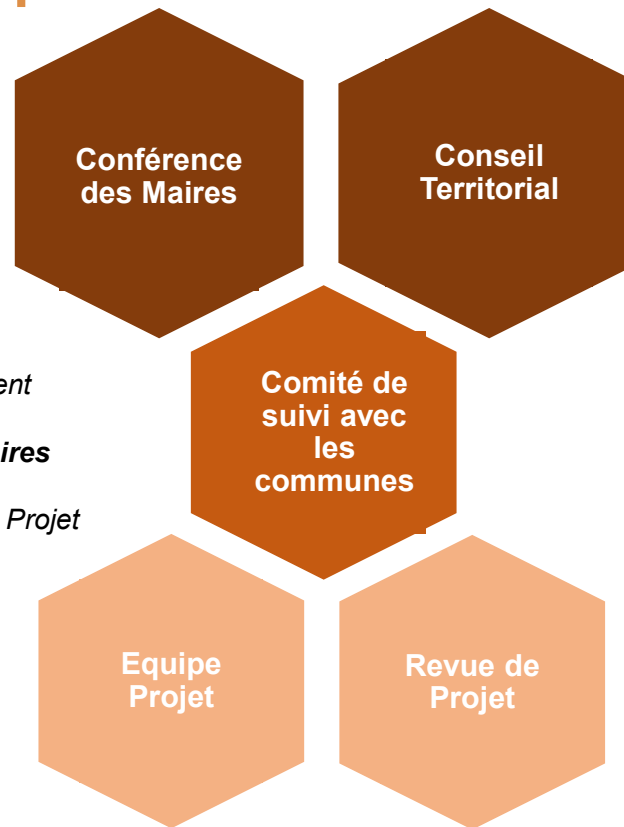 Conférence
des Maires
Conseil
Territorial
ent
Comité de
suivi avec
les
communes
ires
Projet
Equipe
Projet
Revue de
Projet